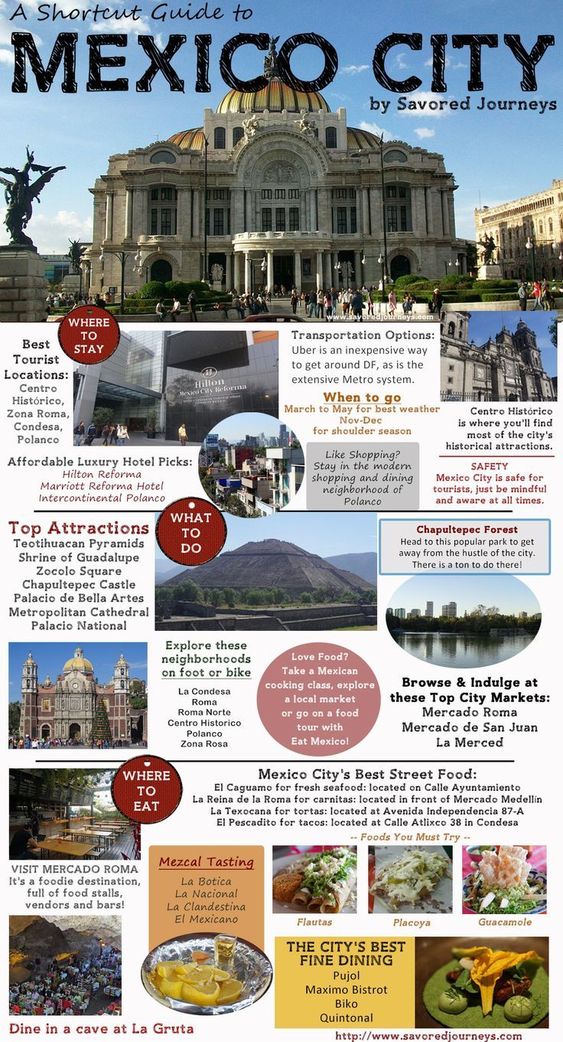 A Shortcut Guide to
MEXICO CITY
by Savored Journeys
www.savoredjourneys.com
WHERE
TO
STAY
Best
Tourist
Locations:
Centro
Histórico,
Zona Roma,
Condesa,
Polanco
Hilton
Mexico City Reforma
Affordable Luxury Hotel Picks:
Hilton Reforma
Marriott Reforma Hotel
Intercontinental Polanco
Transportation Options:
Uber is an inexpensive way
to get around DF, as is the
extensive Metro system.
When to go
March to May for best weather
Nov-Dec
for shoulder season
Like Shopping?
Stay in the modern
shopping and dining
neighborhood of
Polanco
Centro Histórico
is where you'll find
most of the city's
historical attractions.
SAFETY
Mexico City is safe for
tourists, just be mindful
and aware at all times.
WHAT
TO
DO
Top Attractions
Teotihuacan Pyramids
Shrine of Guadalupe
Zocolo Square
Chapultepec Castle
Palacio de Bella Artes
Metropolitan Cathedral
Palacio National
Chapultepec Forest
Head to this popular park to get
away from the hustle of the city.
There is a ton to do there!
Explore these
neighborhoods
on foot or bike
La Condesa
Roma
Roma Norte
Centro Historico
Polanco
Zona Rosa
Love Food?
Take a Mexican
cooking class, explore
a local market
or go on a food
tour with
Eat Mexico!
Browse & Indulge at
these Top City Markets:
Mercado Roma
Mercado de San Juan
La Merced
WHERE
TO
EAT
Mexico City's Best Street Food:
El Caguamo for fresh seafood: located on Calle Ayuntamiento
La Reina de la Roma for carnitas: located in front of Mercado Medellín
La Texocana for tortas: located at Avenida Independencia 87-A
El Pescadito for tacos: located at Calle Atlixco 38 in Condesa
-- Foods You Must Try --
Flautas
Placoya
Guacamole
VISIT MERCADO ROMA
It's a foodie destination,
full of food stalls,
vendors and bars!
Mezcal Tasting
La Botica
La Nacional
La Clandestina
El Mexicano
THE CITY'S BEST
FINE DINING
Pujol
Maximo Bistrot
Biko
Quintonal
Dine in a cave at La Gruta
http://www.savoredjourneys.com